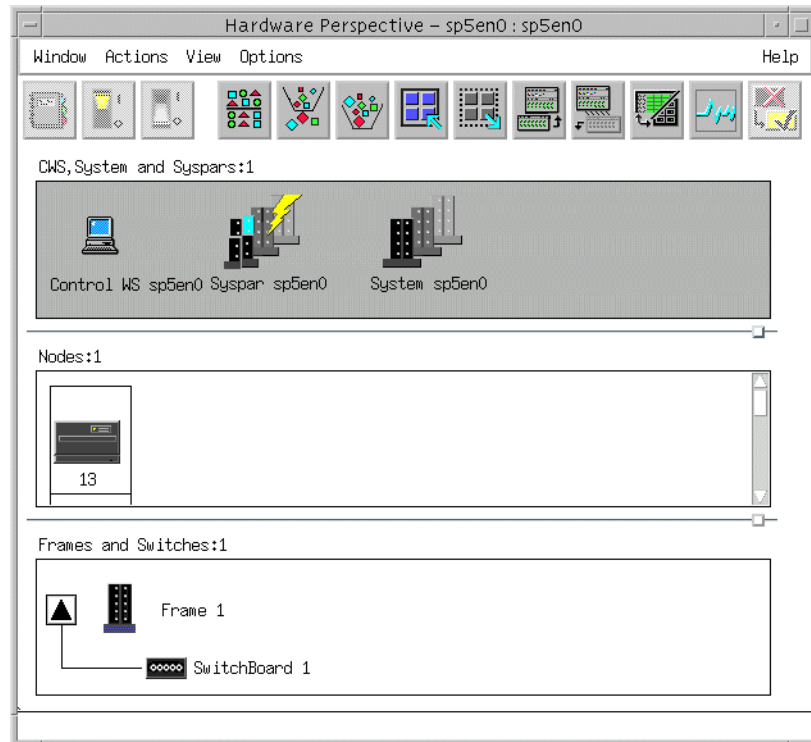 Hardware Perspective – sp5en0 : sp5en0
Window Actions View Options Help
CWS,System and Syspars:1
Control WS sp5en0 Syspar sp5en0 System sp5en0
Nodes:1
13
Frames and Switches:1
Frame 1
SwitchBoard 1